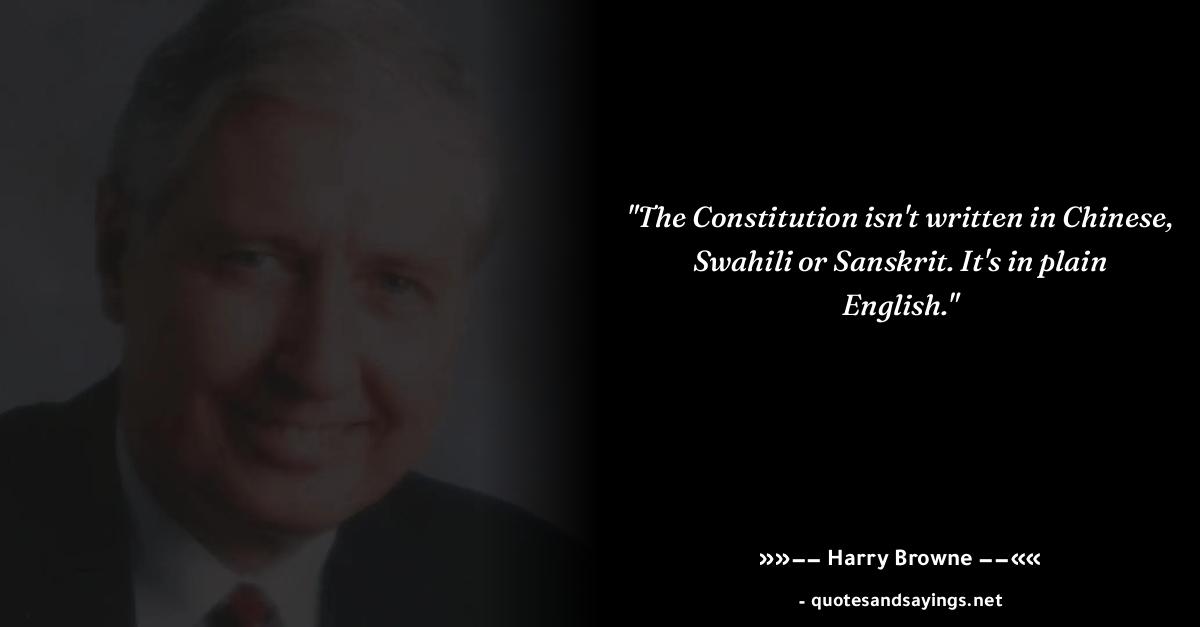 "The Constitution isn't written in Chinese,
Swahili or Sanskrit. It's in plain
English."
»»–– Harry Browne ––««
- quotesandsayings.net